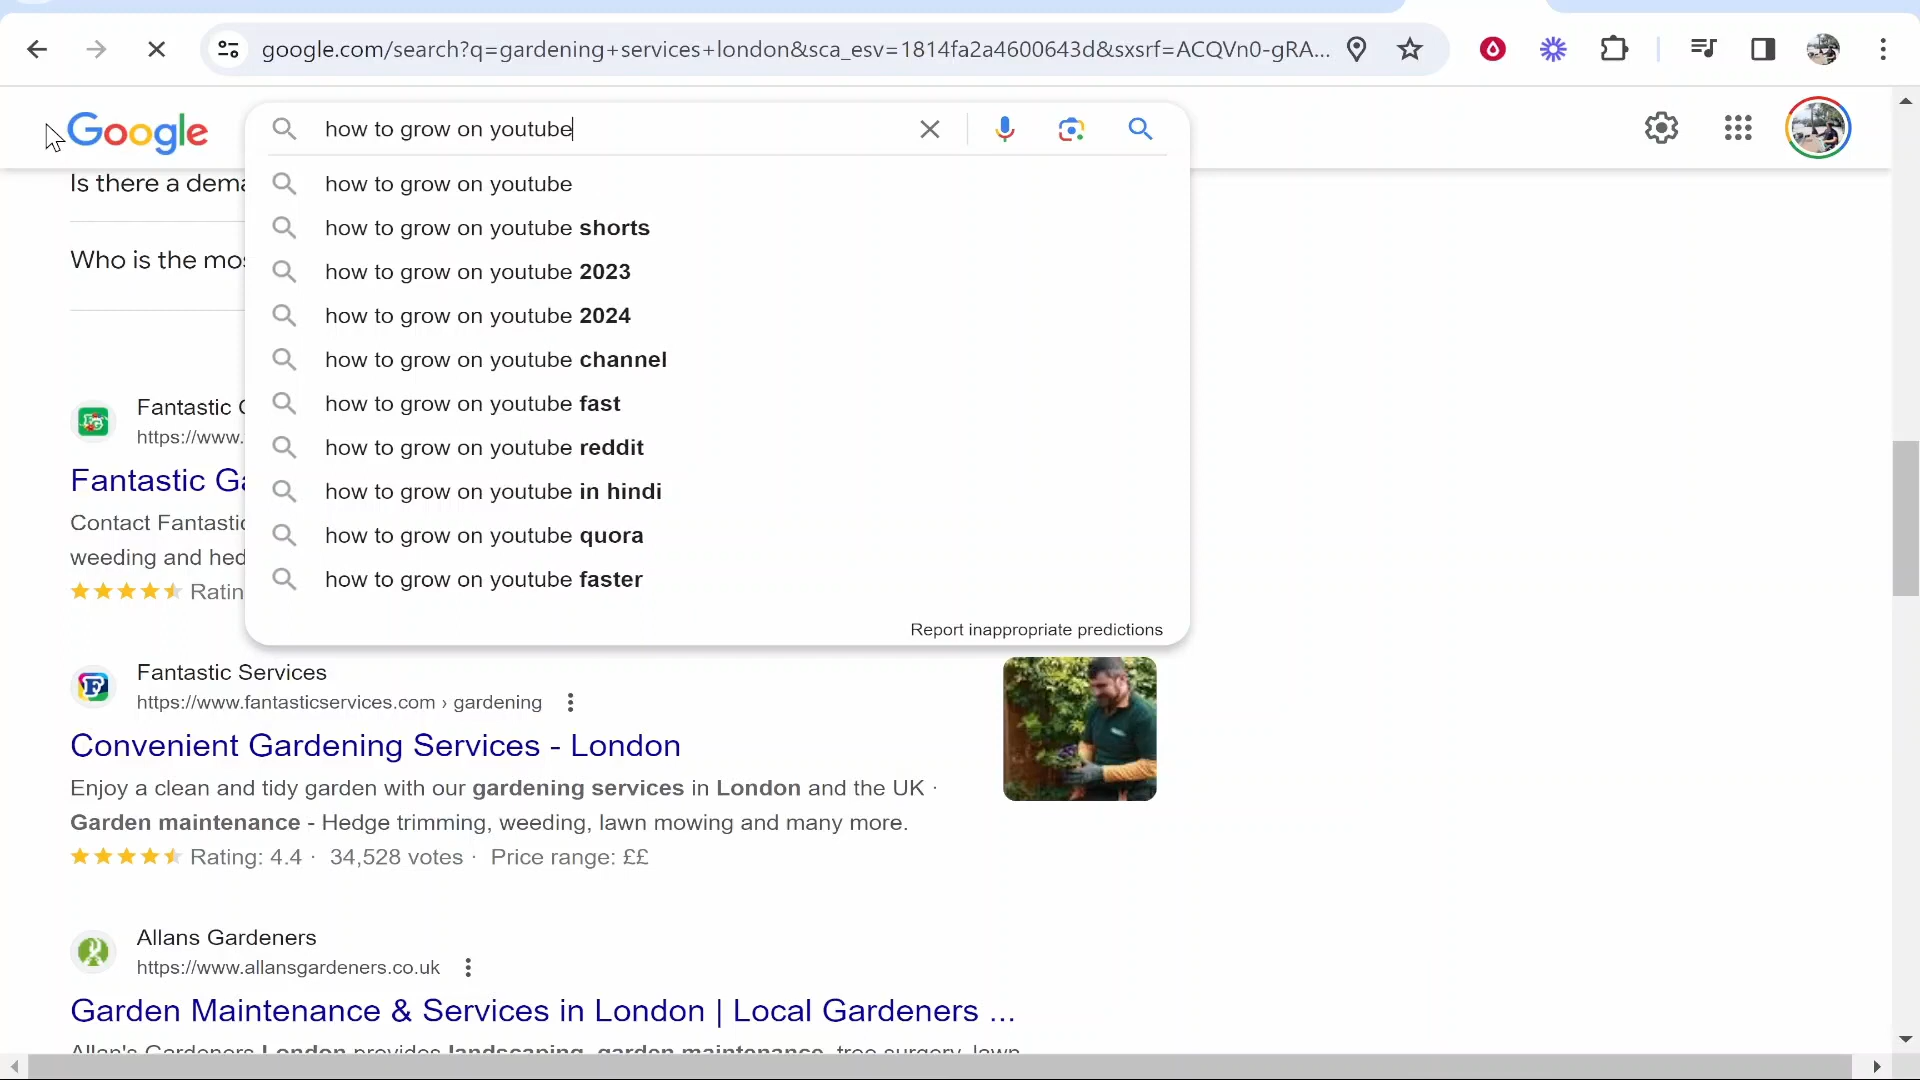 google.com/search?q=gardening+services+london&sca_esv=1814fa2a4600643d&sxsrf=ACQVn0-gRA...
Google
how to grow on youtube
how to grow on youtube
how to grow on youtube shorts
how to grow on youtube 2023
how to grow on youtube 2024
how to grow on youtube channel
how to grow on youtube fast
how to grow on youtube reddit
how to grow on youtube in hindi
how to grow on youtube quora
how to grow on youtube faster
Report inappropriate predictions
Is there a dema
Who is the mos
Fantastic G
https://www.
Fantastic Ga
Contact Fantastic
weeding and hed
Ratin
Fantastic Services
https://www.fantasticservices.com › gardening
Convenient Gardening Services - London
Enjoy a clean and tidy garden with our gardening services in London and the UK ·
Garden maintenance - Hedge trimming, weeding, lawn mowing and many more.
Rating: 4.4 · 34,528 votes · Price range: ££
Allans Gardeners
https://www.allansgardeners.co.uk
Garden Maintenance & Services in London | Local Gardeners ...
Allan's Gardeners London provides landscaping, garden maintenance, tree surgery, lawn